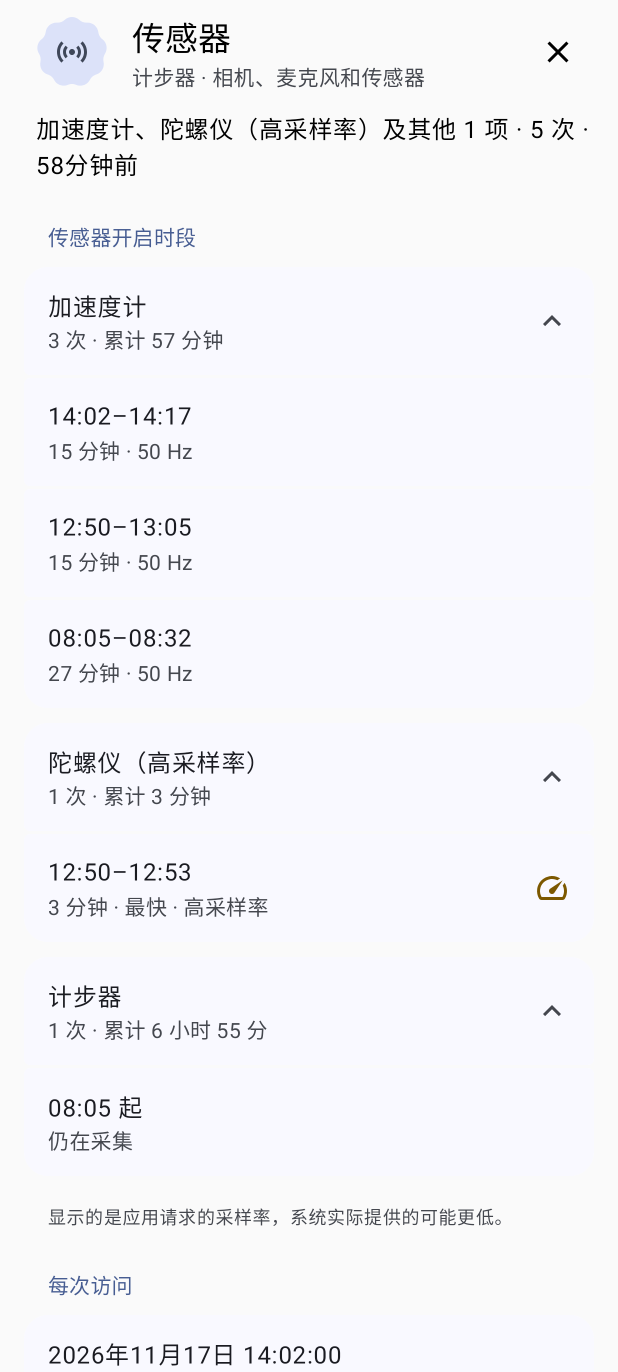 传感器
计步器 · 相机、麦克风和传感器
加速度计、陀螺仪（高采样率）及其他 1 项 · 5 次 ·
58分钟前
传感器开启时段
加速度计
3 次 · 累计 57 分钟
14:02–14:17
15 分钟 · 50 Hz
12:50–13:05
15 分钟 · 50 Hz
08:05–08:32
27 分钟 · 50 Hz
陀螺仪（高采样率）
1 次 · 累计 3 分钟
12:50–12:53
3 分钟 · 最快 · 高采样率
计步器
1 次 · 累计 6 小时 55 分
08:05 起
仍在采集
显示的是应用请求的采样率，系统实际提供的可能更低。
每次访问
2026年11月17日 14:02:00